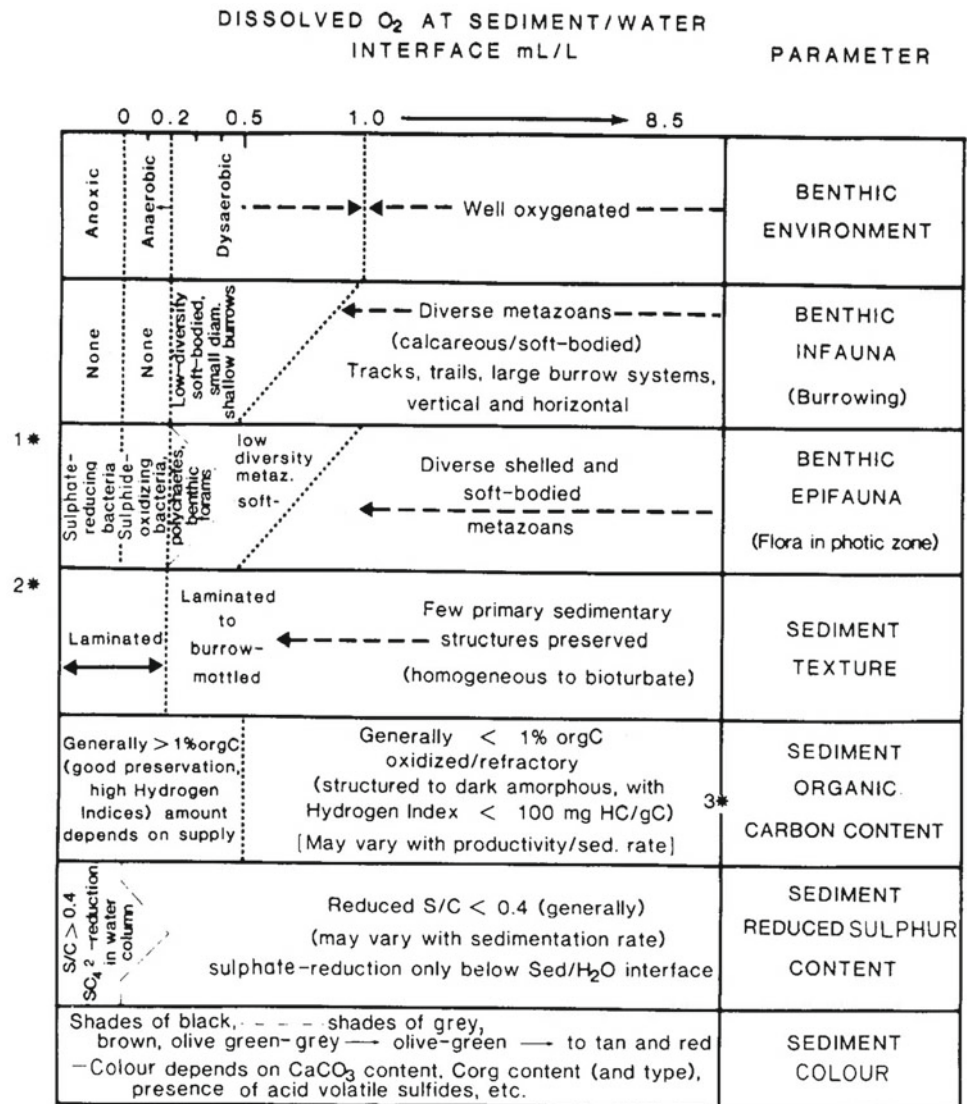 DISSOLVED O₂ AT SEDIMENT/WATER
INTERFACE mL/L
PARAMETER
0 0.2 0.5 1.0 8.5
Anoxic
Anaerobic
Dysaerobic
Well oxygenated
BENTHIC
ENVIRONMENT
None
None
Low-diversity
soft-bodied,
small diam.
shallow burrows
Diverse metazoans
(calcareous/soft-bodied)
Tracks, trails, large burrow systems,
vertical and horizontal
BENTHIC
INFAUNA
(Burrowing)
1*
Sulphate-
reducing
bacteria
Sulphide-
oxidizing
bacteria,
polychaetes,
benthic
forams
low
diversity
metaz.
soft-
Diverse shelled and
soft-bodied
metazoans
BENTHIC
EPIFAUNA
(Flora in photic zone)
2*
Laminated
Laminated
to
burrow-
mottled
Few primary sedimentary
structures preserved
(homogeneous to bioturbate)
SEDIMENT
TEXTURE
Generally > 1% orgC
(good preservation,
high Hydrogen
Indices) amount
depends on supply
Generally < 1% orgC
oxidized/refractory
(structured to dark amorphous, with
Hydrogen Index < 100 mg HC/gC)
[May vary with productivity/sed. rate]
3*
SEDIMENT
ORGANIC
CARBON CONTENT
S/C > 0.4
SC₄²-reduction
in water
column
Reduced S/C < 0.4 (generally)
(may vary with sedimentation rate)
sulphate-reduction only below Sed/H₂O interface
SEDIMENT
REDUCED SULPHUR
CONTENT
Shades of black, - - - - shades of grey,
brown, olive green-grey → olive-green → to tan and red
—Colour depends on CaCO₃ content, Corg content (and type),
presence of acid volatile sulfides, etc.
SEDIMENT
COLOUR